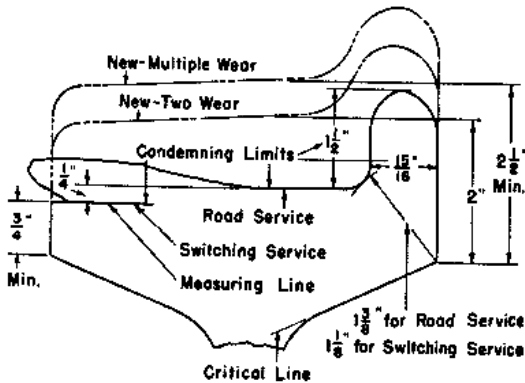 New-Multiple Wear
New-Two Wear
Condemning Limits
1 1/2"
1/4"
15/16"
2 1/2"
Min.
2"
Road Service
3/4"
Min.
Switching Service
Measuring Line
1 3/8" for Road Service
1 1/8" for Switching Service
Critical Line